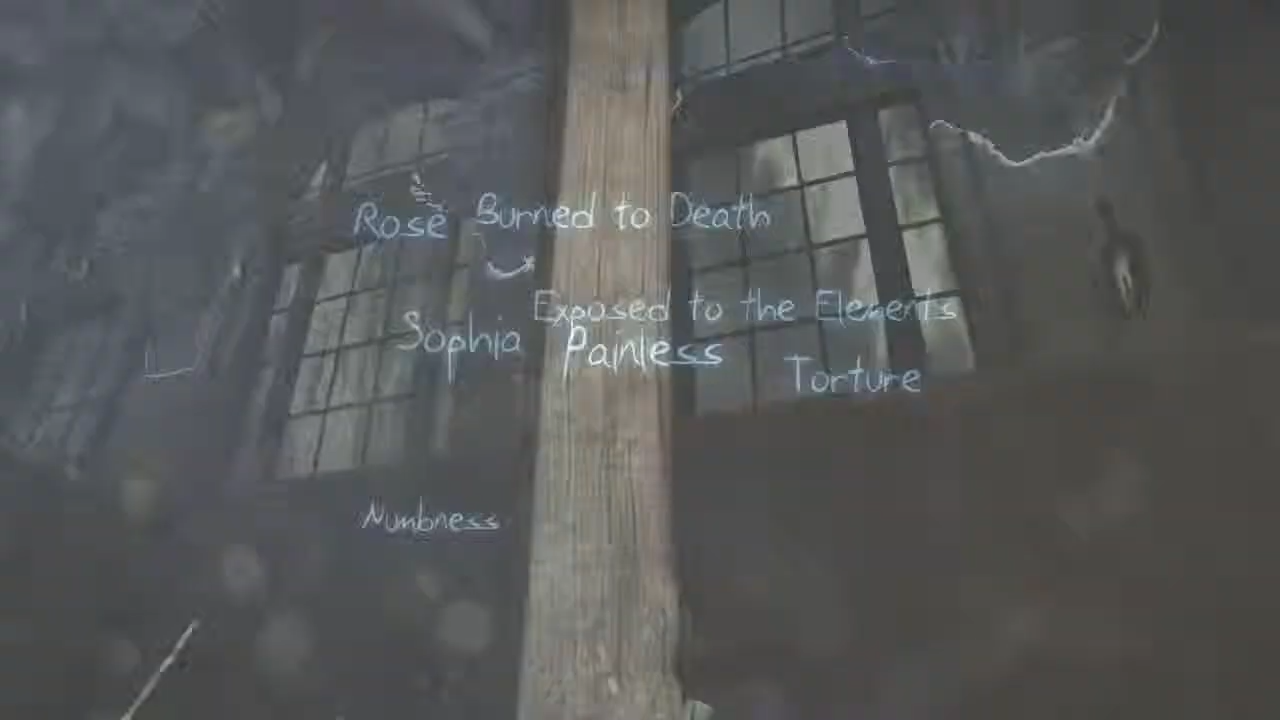 Rose Burned to Death
Exposed to the Elements
Sophia Painless
Torture
Numbness